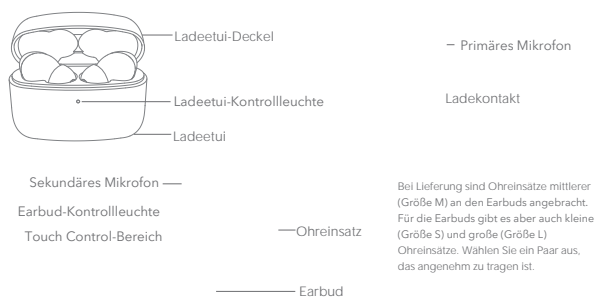 Ladeetui-Deckel
Ladeetui-Kontrollleuchte
Ladeetui
Primäres Mikrofon
Ladekontakt
Sekundäres Mikrofon
Earbud-Kontrollleuchte
Touch Control-Bereich
Ohreinsatz
Earbud
Bei Lieferung sind Ohreinsätze mittlerer
(Größe M) an den Earbuds angebracht.
Für die Earbuds gibt es aber auch kleine
(Größe S) und große (Größe L)
Ohreinsätze. Wählen Sie ein Paar aus,
das angenehm zu tragen ist.